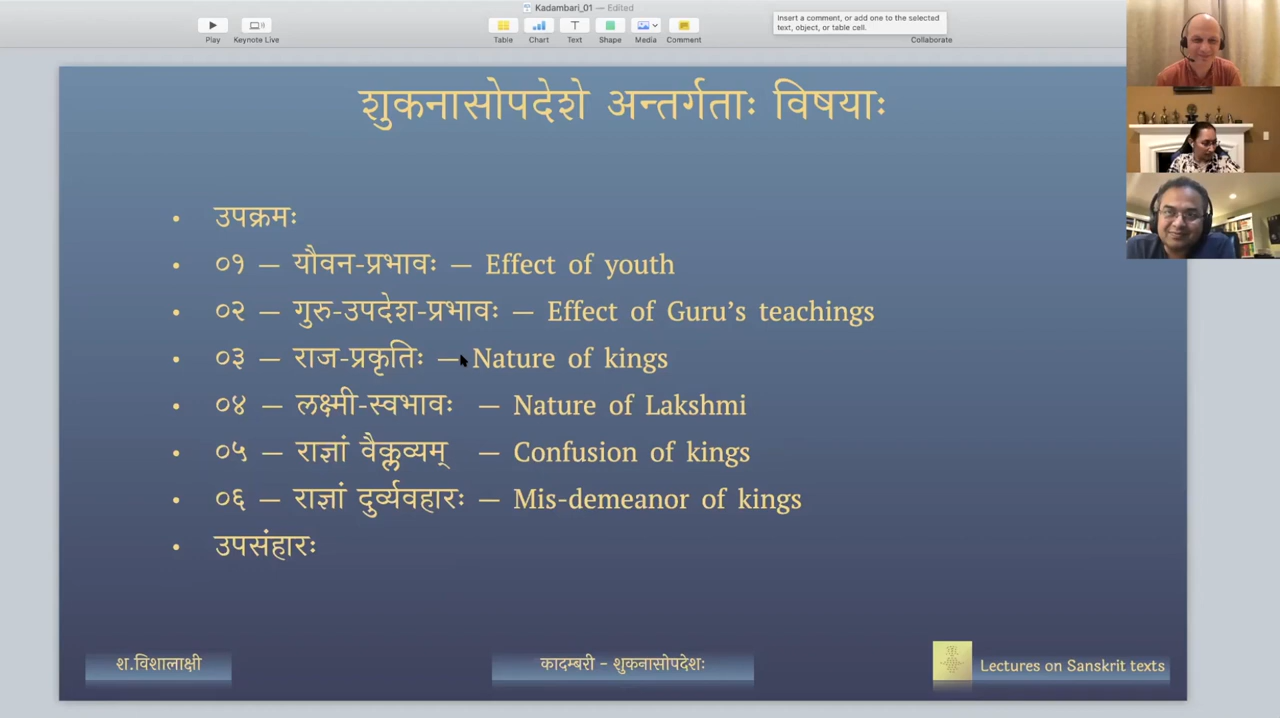 Kadambari_01 — Edited
Play
Keynote Live
Table
Chart
Text
Shape
Media
Comment
Insert a comment, or add one to the selected
text, object, or table cell.
Collaborate
शुकनासोपदेशे अन्तर्गताः विषयाः
• उपक्रमः
• ०१ — यौवन-प्रभावः — Effect of youth
• ०२ — गुरु-उपदेश-प्रभावः — Effect of Guru’s teachings
• ०३ — राज-प्रकृतिः — Nature of kings
• ०४ — लक्ष्मी-स्वभावः — Nature of Lakshmi
• ०५ — राज्ञां वैक्लव्यम् — Confusion of kings
• ०६ — राज्ञां दुर्व्यवहारः — Mis-demeanor of kings
• उपसंहारः
श.विशालाक्षी
कादम्बरी - शुकनासोपदेशः
Lectures on Sanskrit texts